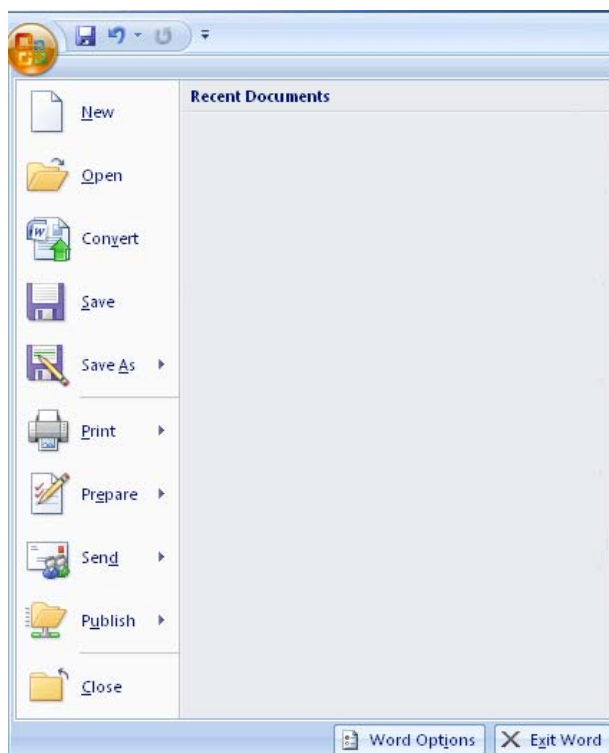 Recent Documents
New
Open
Convert
Save
Save As
Print
Prepare
Send
Publish
Close
Word Options
Exit Word